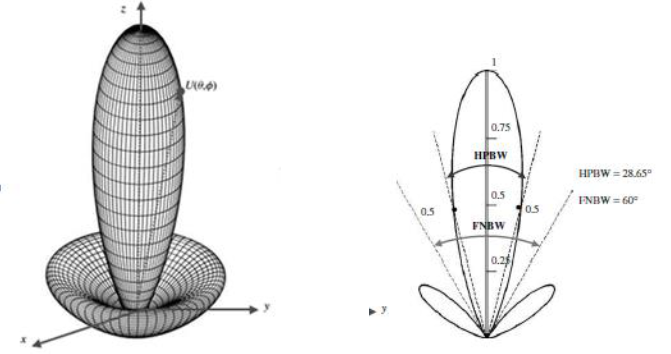 z
U(θ,ϕ)
y
x
1
0.75
HPBW
HPBW = 28.65°
0.5
0.5
0.5
FNBW = 60°
FNBW
0.25
y